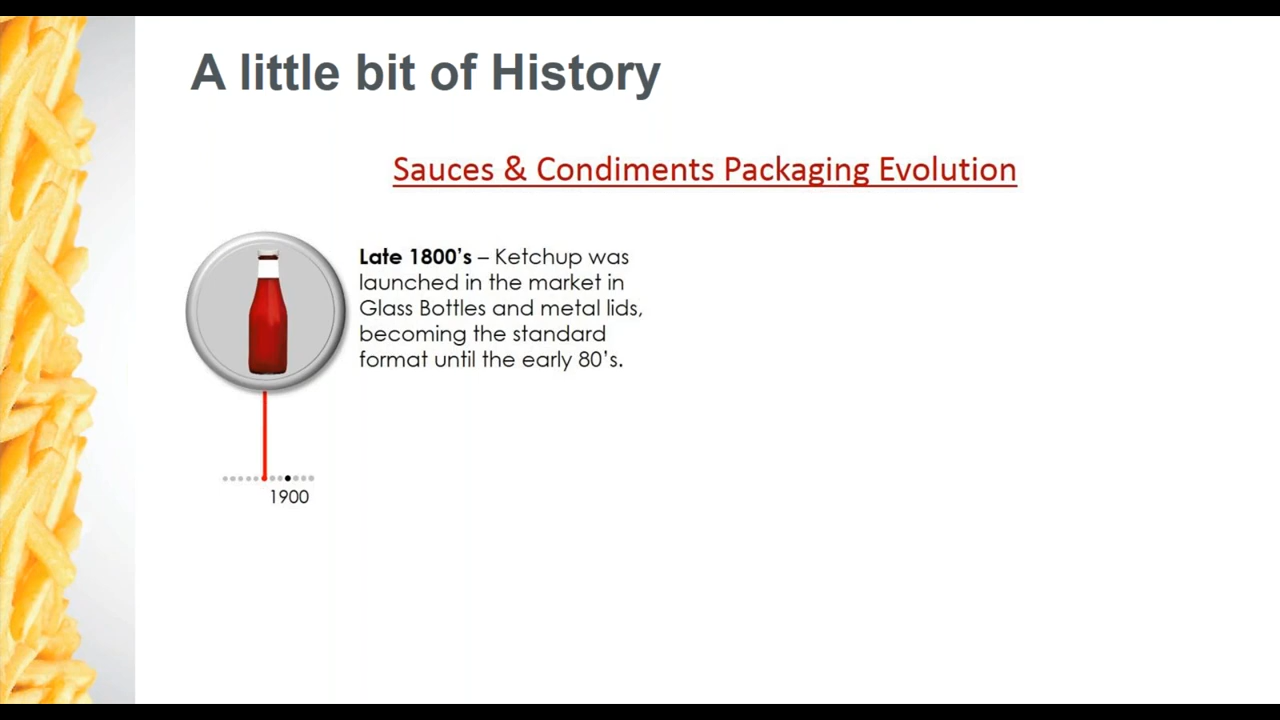 A little bit of History
Sauces & Condiments Packaging Evolution
Late 1800’s – Ketchup was
launched in the market in
Glass Bottles and metal lids,
becoming the standard
format until the early 80’s.
1900